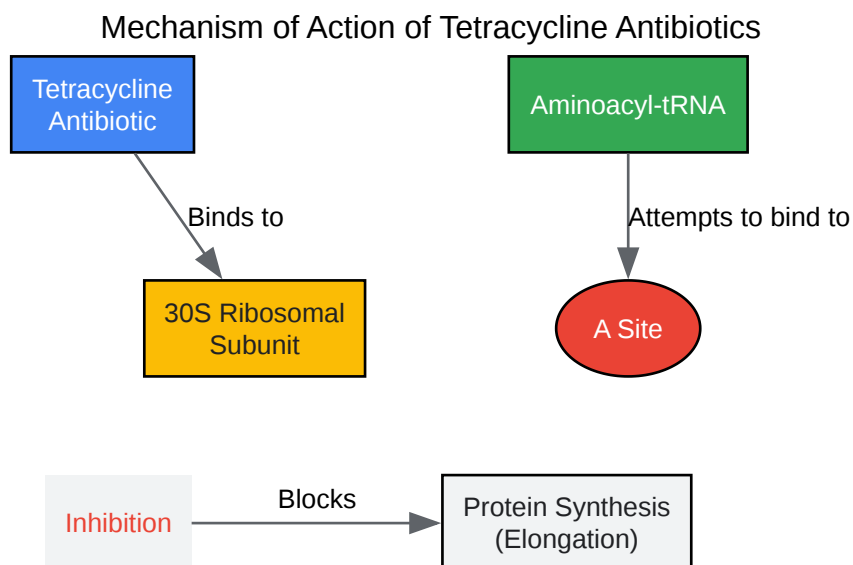 Mechanism of Action of Tetracycline Antibiotics
Tetracycline
Antibiotic
Aminoacyl-tRNA
Binds to
Attempts to bind to
30S Ribosomal
Subunit
A Site
Inhibition
Blocks
Protein Synthesis
(Elongation)